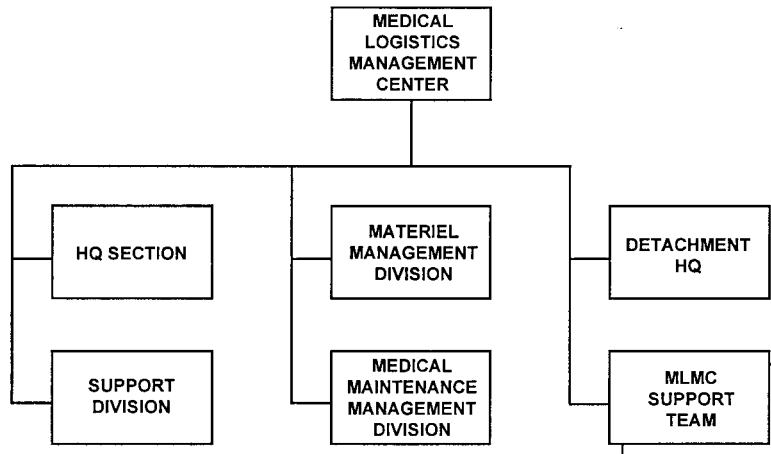 MEDICAL
LOGISTICS
MANAGEMENT
CENTER
HQ SECTION
MATERIEL
MANAGEMENT
DIVISION
DETACHMENT
HQ
SUPPORT
DIVISION
MEDICAL
MAINTENANCE
MANAGEMENT
DIVISION
MLMC
SUPPORT
TEAM